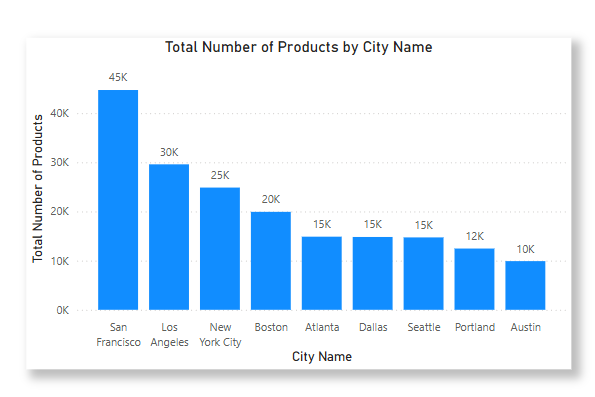 Total Number of Products by City Name
Total Number of Products
40K
30K
20K
10K
0K
45K
30K
25K
20K
15K
15K
15K
12K
10K
San
Francisco
Los
Angeles
New
York City
Boston
Atlanta
Dallas
Seattle
Portland
Austin
City Name